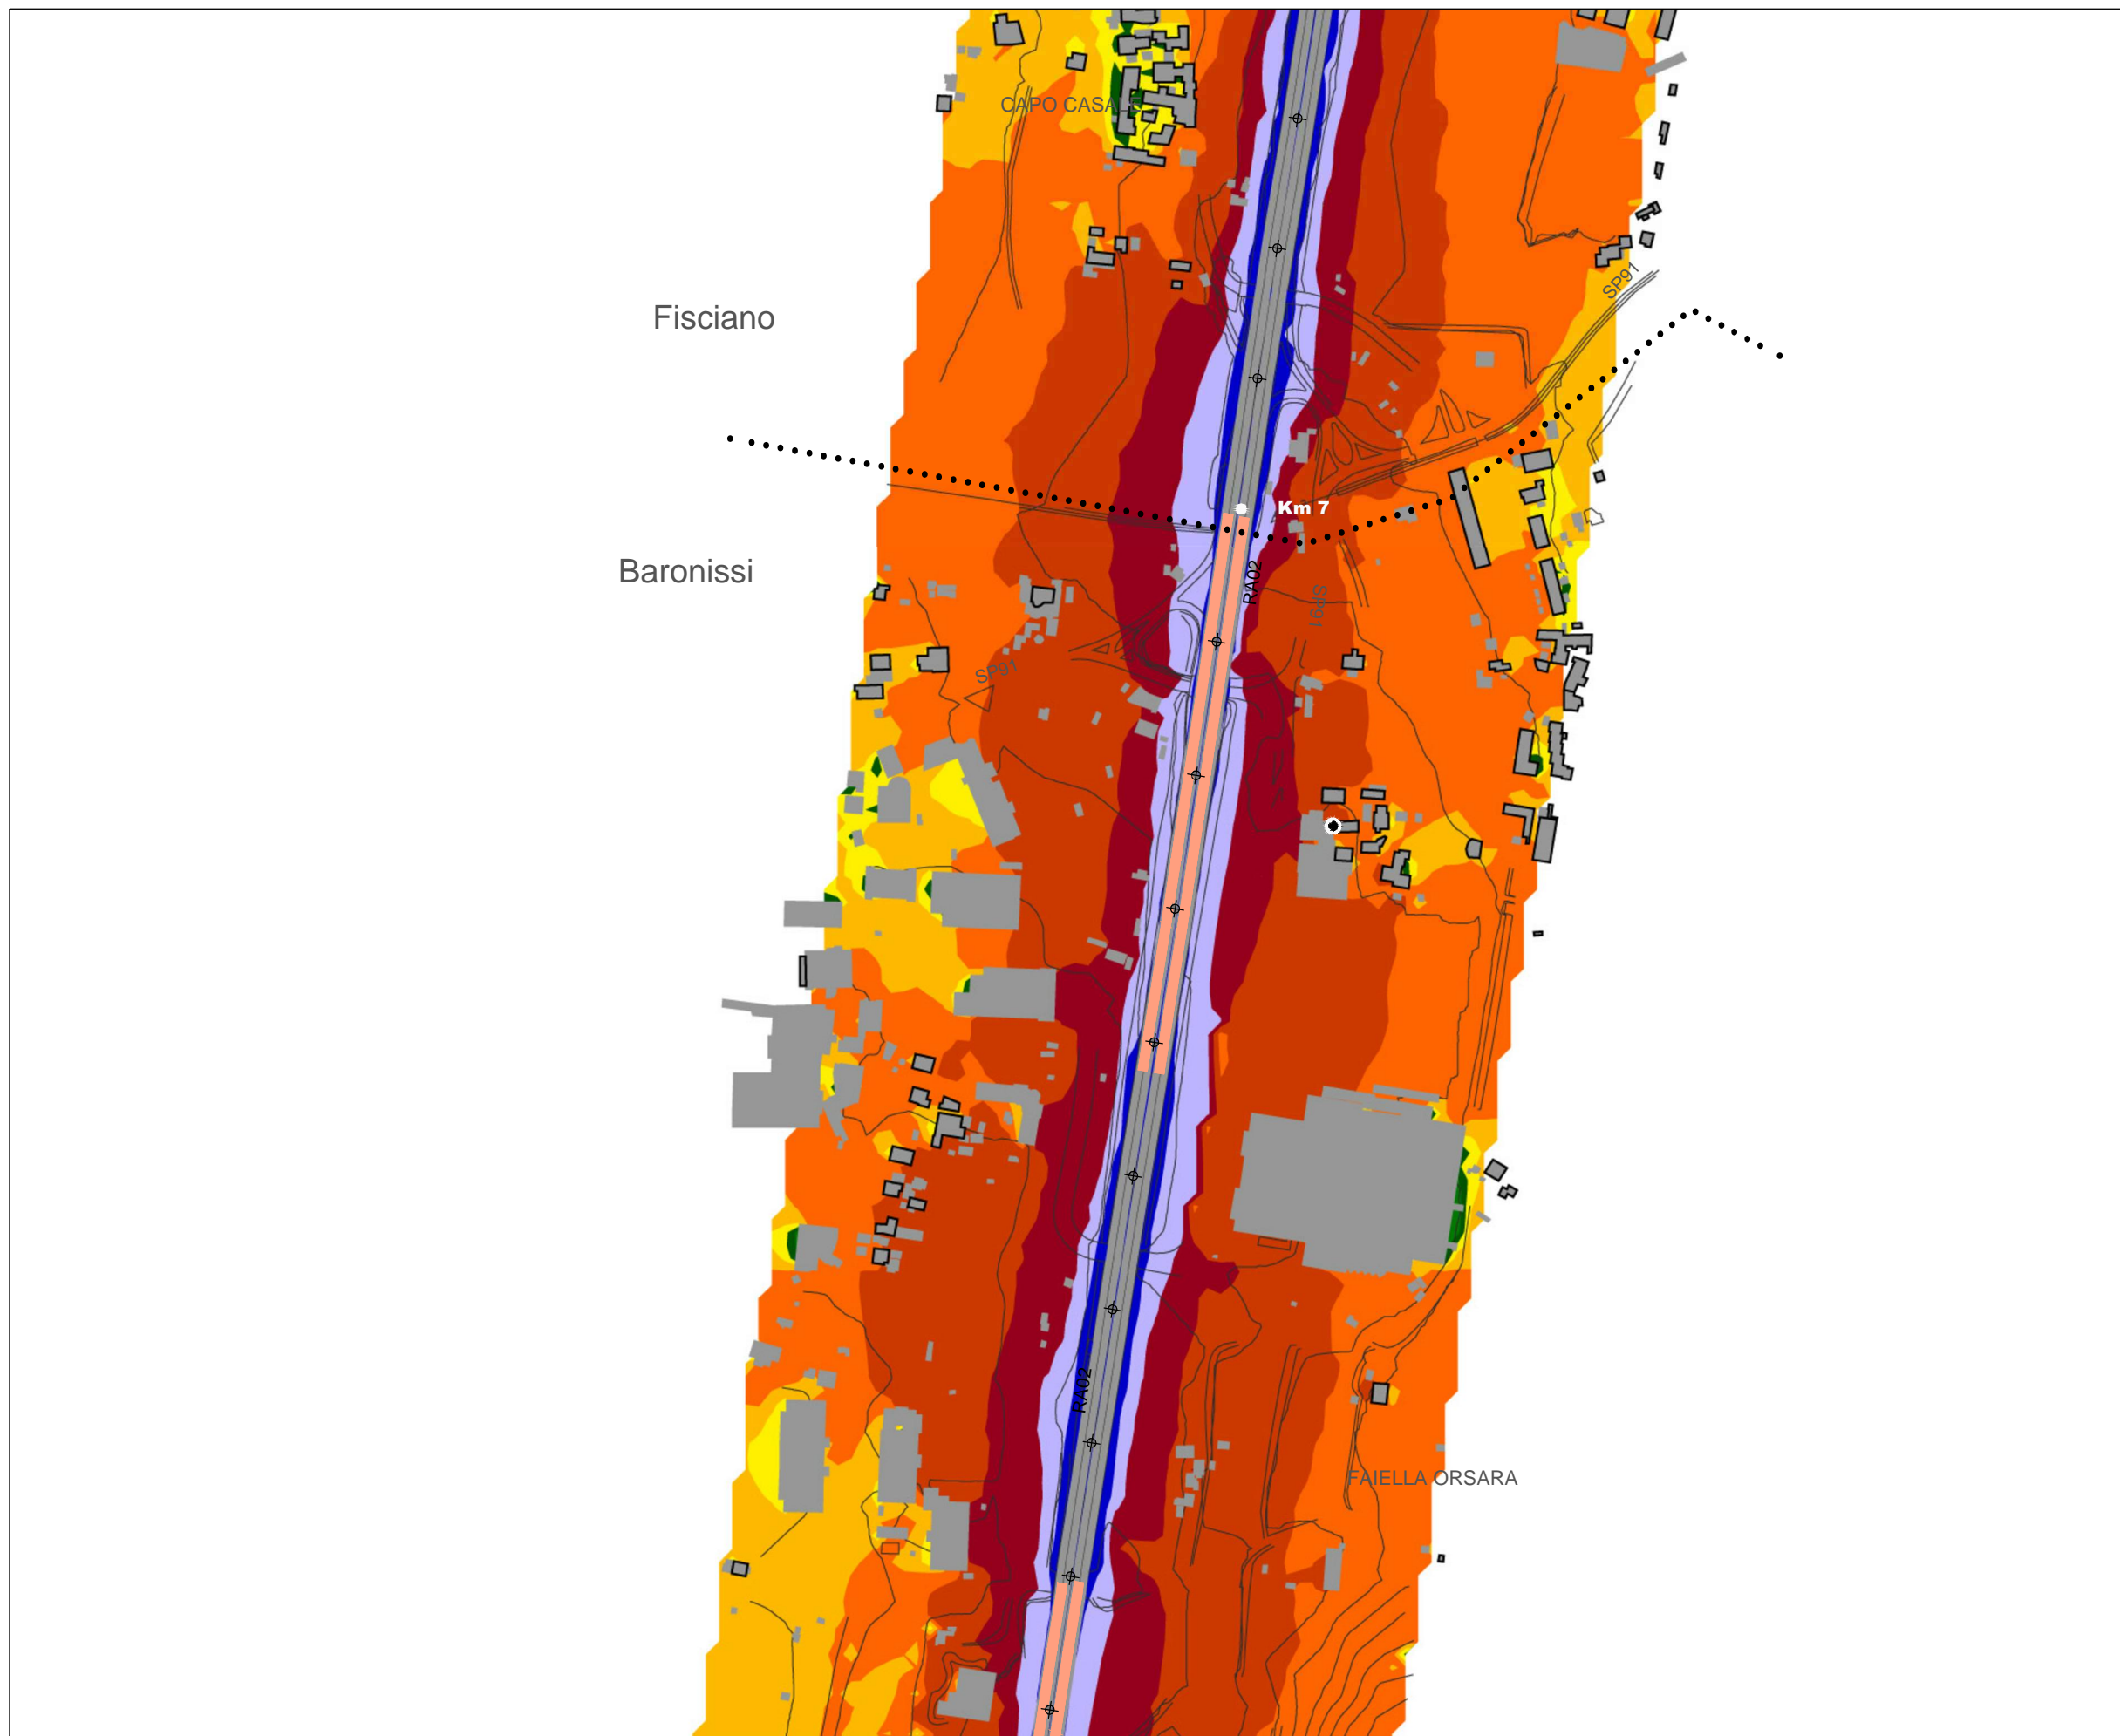 CAPO CASALE
SP91
Fisciano
Km 7
Baronissi
RA02
SP91
SP91
RA02
FAIELLA ORSARA